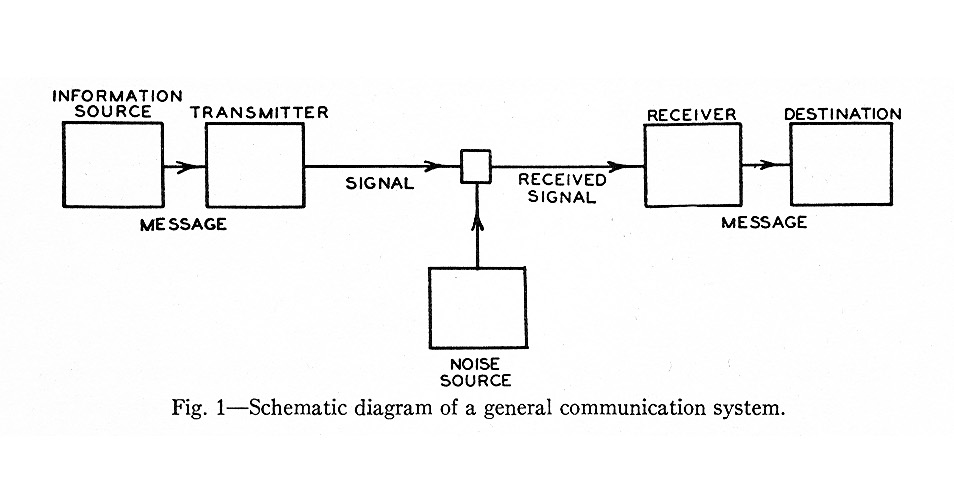 INFORMATION
SOURCE
TRANSMITTER
RECEIVER
DESTINATION
SIGNAL
RECEIVED
SIGNAL
MESSAGE
MESSAGE
NOISE
SOURCE
Fig. 1—Schematic diagram of a general communication system.